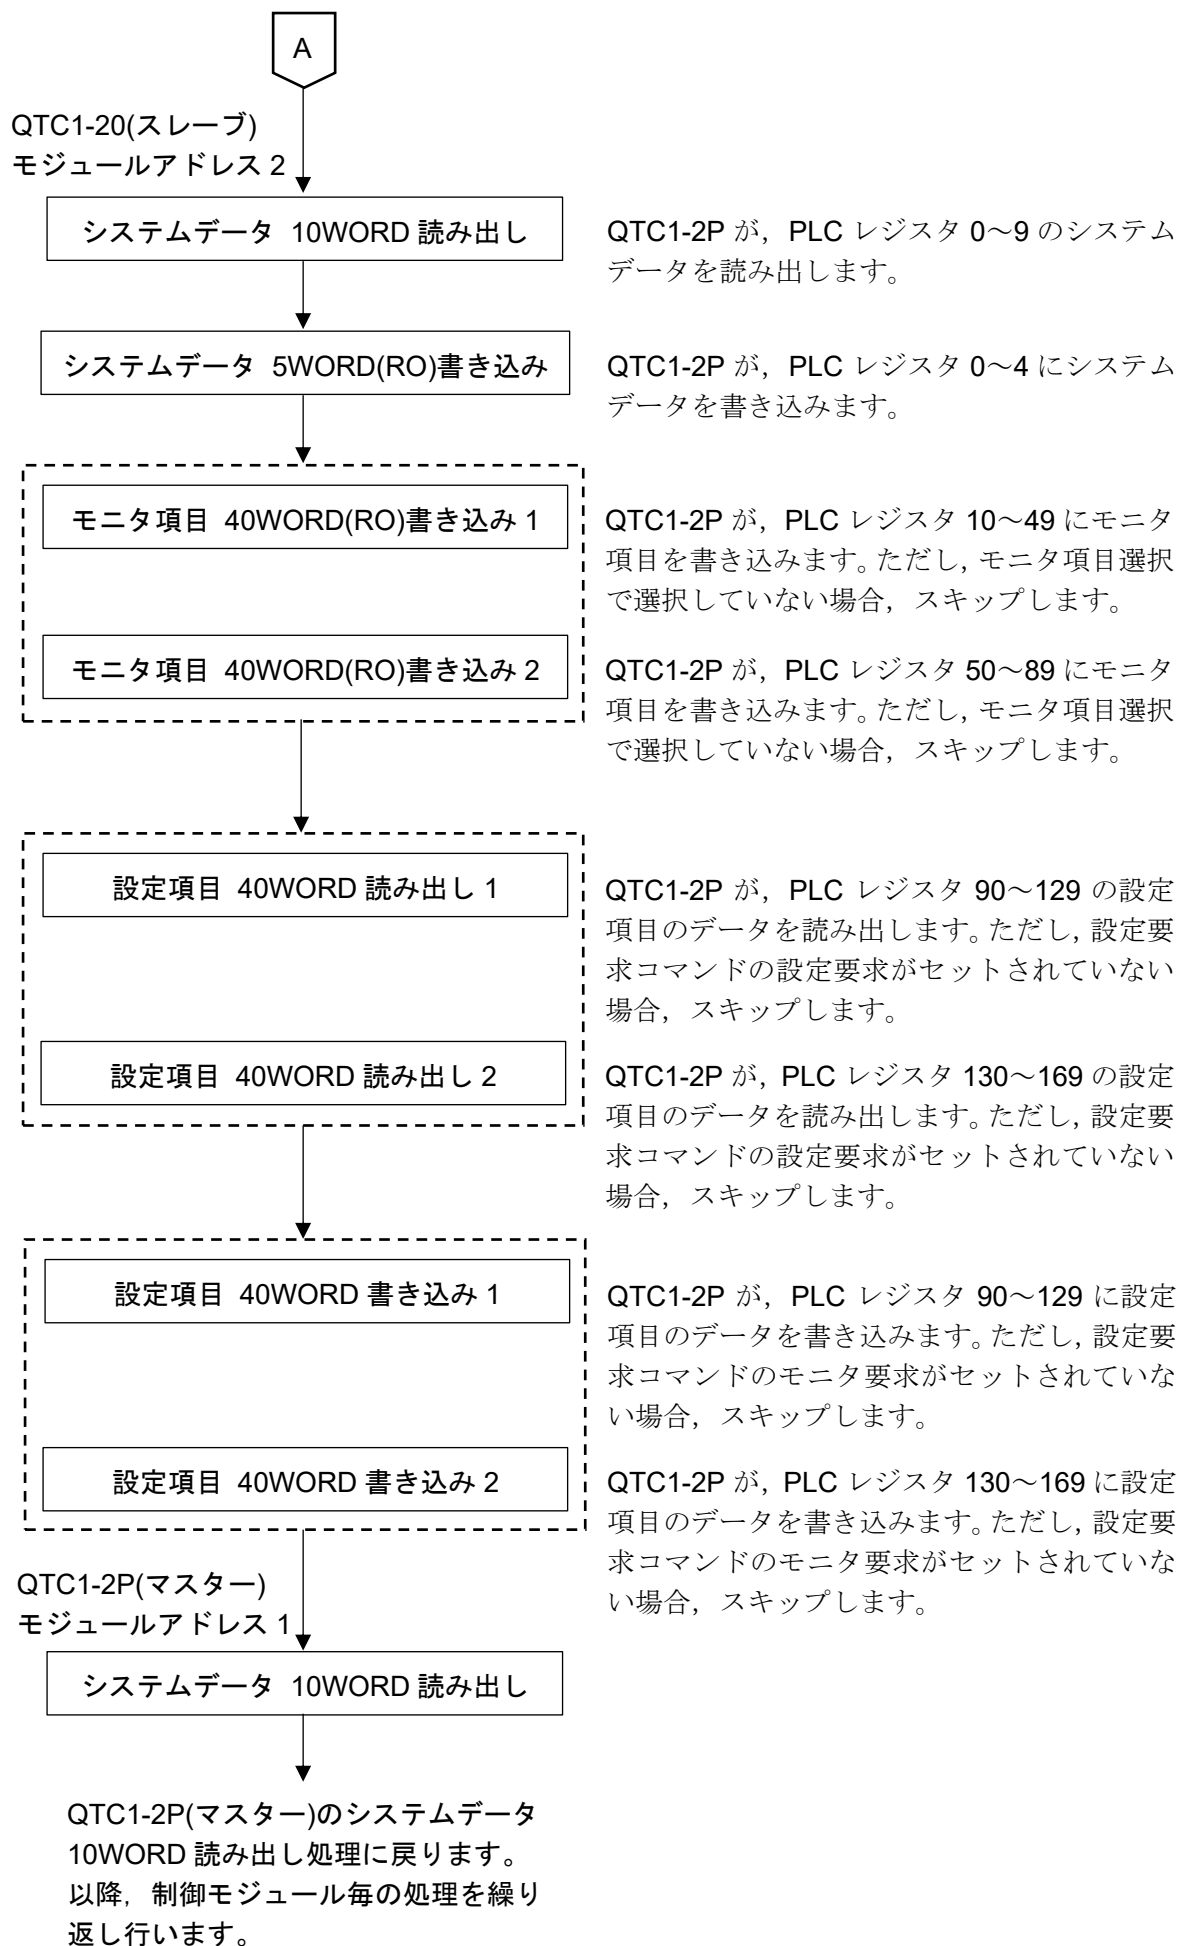 A
QTC1-20(スレーブ)
モジュールアドレス 2
システムデータ 10WORD 読み出し
QTC1-2P が，PLC レジスタ 0～9 のシステム
データを読み出します。
システムデータ 5WORD(RO)書き込み
QTC1-2P が，PLC レジスタ 0～4 にシステム
データを書き込みます。
モニタ項目 40WORD(RO)書き込み 1
QTC1-2P が，PLC レジスタ 10～49 にモニタ
項目を書き込みます。ただし，モニタ項目選択
で選択していない場合，スキップします。
モニタ項目 40WORD(RO)書き込み 2
QTC1-2P が，PLC レジスタ 50～89 にモニタ
項目を書き込みます。ただし，モニタ項目選択
で選択していない場合，スキップします。
設定項目 40WORD 読み出し 1
QTC1-2P が，PLC レジスタ 90～129 の設定
項目のデータを読み出します。ただし，設定要
求コマンドの設定要求がセットされていない
場合，スキップします。
設定項目 40WORD 読み出し 2
QTC1-2P が，PLC レジスタ 130～169 の設定
項目のデータを読み出します。ただし，設定要
求コマンドの設定要求がセットされていない
場合，スキップします。
設定項目 40WORD 書き込み 1
QTC1-2P が，PLC レジスタ 90～129 に設定
項目のデータを書き込みます。ただし，設定要
求コマンドのモニタ要求がセットされていな
い場合，スキップします。
設定項目 40WORD 書き込み 2
QTC1-2P が，PLC レジスタ 130～169 に設定
項目のデータを書き込みます。ただし，設定要
求コマンドのモニタ要求がセットされていな
い場合，スキップします。
QTC1-2P(マスター)
モジュールアドレス 1
システムデータ 10WORD 読み出し
QTC1-2P(マスター)のシステムデータ
10WORD 読み出し処理に戻ります。
以降，制御モジュール毎の処理を繰り
返し行います。